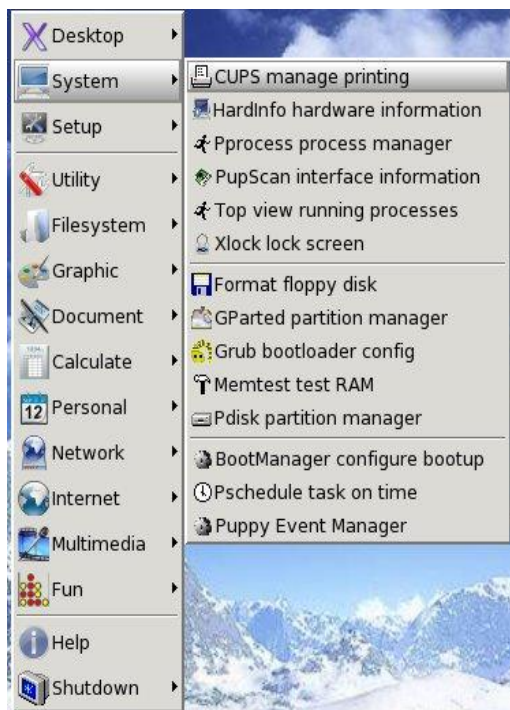 Desktop
System
Setup
Utility
Filesystem
Graphic
Document
Calculate
12 Personal
Network
Internet
Multimedia
Fun
Help
Shutdown
CUPS manage printing
HardInfo hardware information
Pprocess process manager
PupScan interface information
Top view running processes
Xlock lock screen
Format floppy disk
GParted partition manager
Grub bootloader config
Memtest test RAM
Pdisk partition manager
BootManager configure bootup
Pschedule task on time
Puppy Event Manager